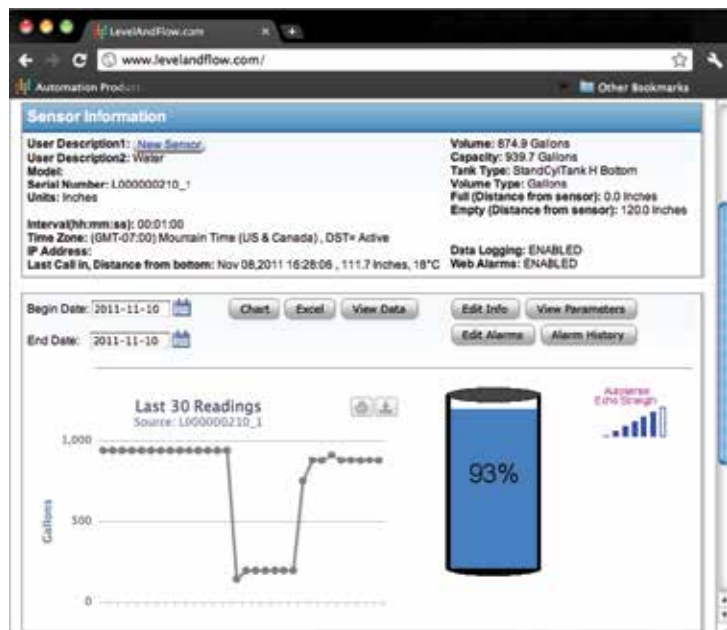 LevelAndFlow.com
www.levelandflow.com/
Automation Produ
Other Bookmarks
Sensor Information
User Description1: New Sensor
User Description2: Water
Model:
Serial Number: L000000210_1
Units: Inches
Interval(hh:mm:ss): 00:01:00
Time Zone: (GMT-07:00) Mountain Time (US & Canada) , DST= Active
IP Address:
Last Call in, Distance from bottom: Nov 08,2011 16:28:06 , 111.7 Inches, 18°C
Volume: 874.9 Gallons
Capacity: 939.7 Gallons
Tank Type: StandCylTank H Bottom
Volume Type: Gallons
Full (Distance from sensor): 0.0 Inches
Empty (Distance from sensor): 120.0 Inches
Data Logging: ENABLED
Web Alarms: ENABLED
Begin Date: 2011-11-10
Chart Excel View Data
Edit Info View Parameters
End Date: 2011-11-10
Edit Alarms Alarm History
Last 30 Readings
Source: L000000210_1
1,000
500
0
Gallons
93%
Autosense
Echo Strength